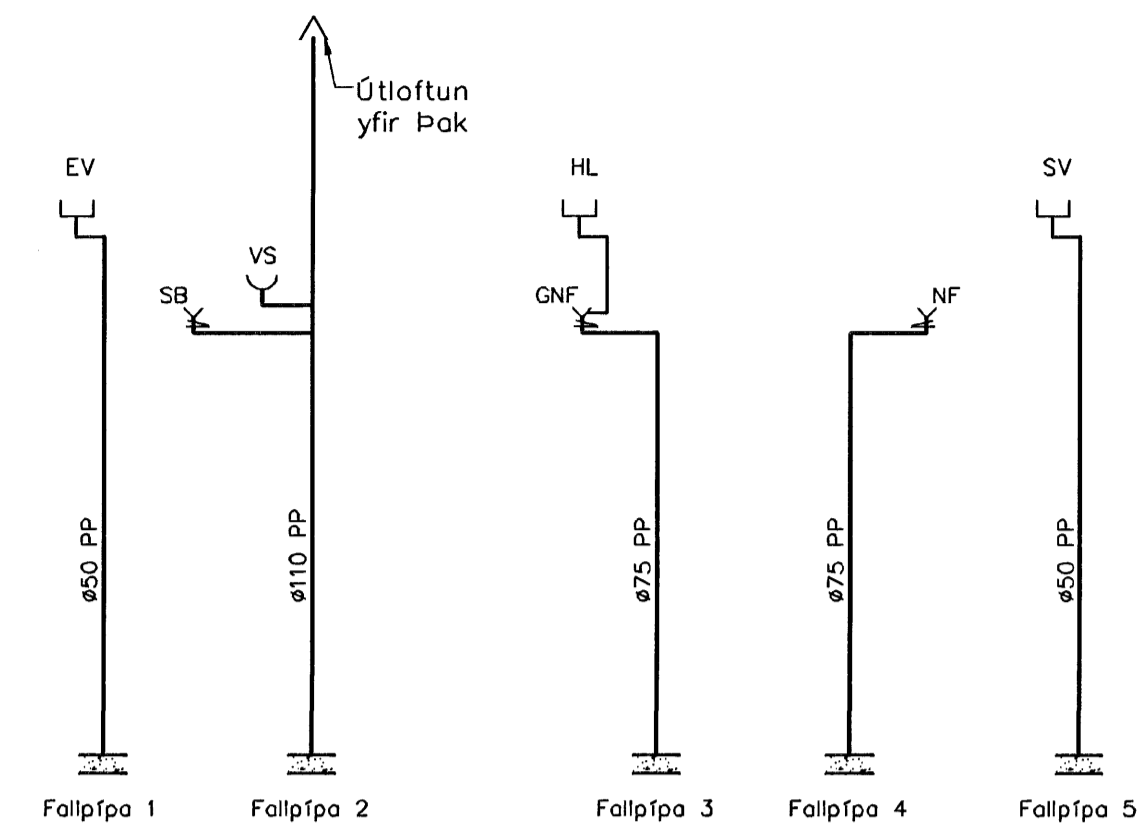 Útloftun
yfir Þak
EV
HL
SV
VS
SB
GNF
NF
ø50 PP
ø110 PP
ø75 PP
ø75 PP
ø50 PP
Fallpípa 1
Fallpípa 2
Fallpípa 3
Fallpípa 4
Fallpípa 5